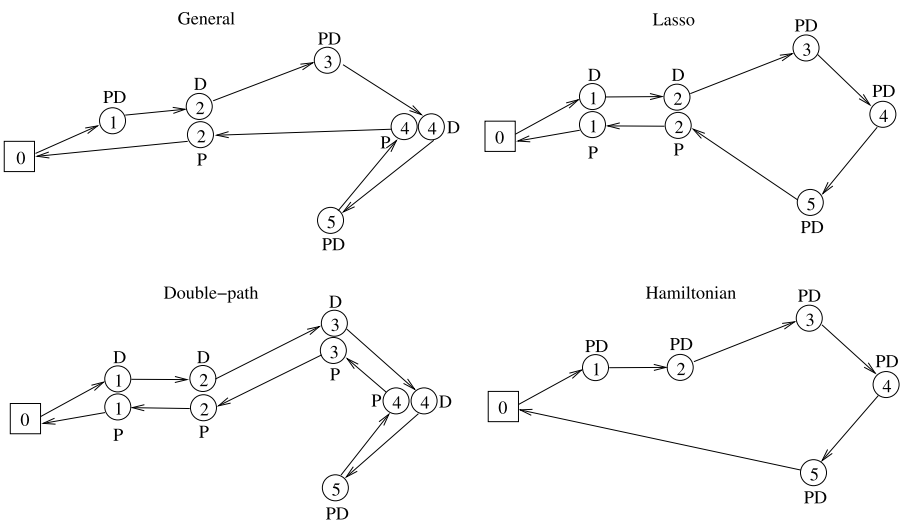 General
PD
3
D
2
PD
1
2
P
0
4
4
D
P
5
PD
Lasso
PD
3
D
1
D
2
PD
4
0
1
P
2
P
5
PD
Double–path
D
3
3
P
D
1
D
2
0
1
P
2
P
P
4
4
D
5
PD
Hamiltonian
PD
3
PD
1
PD
2
PD
4
0
5
PD